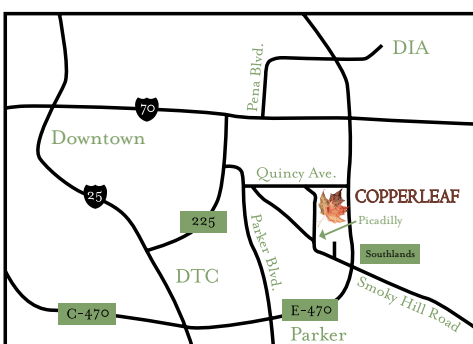 DIA
Pena Blvd.
70
Downtown
Quincy Ave.
25
COPPERLEAF
Picadilly
225
Parker Blvd.
Southlands
DTC
Smoky Hill Road
C-470
E-470
Parker